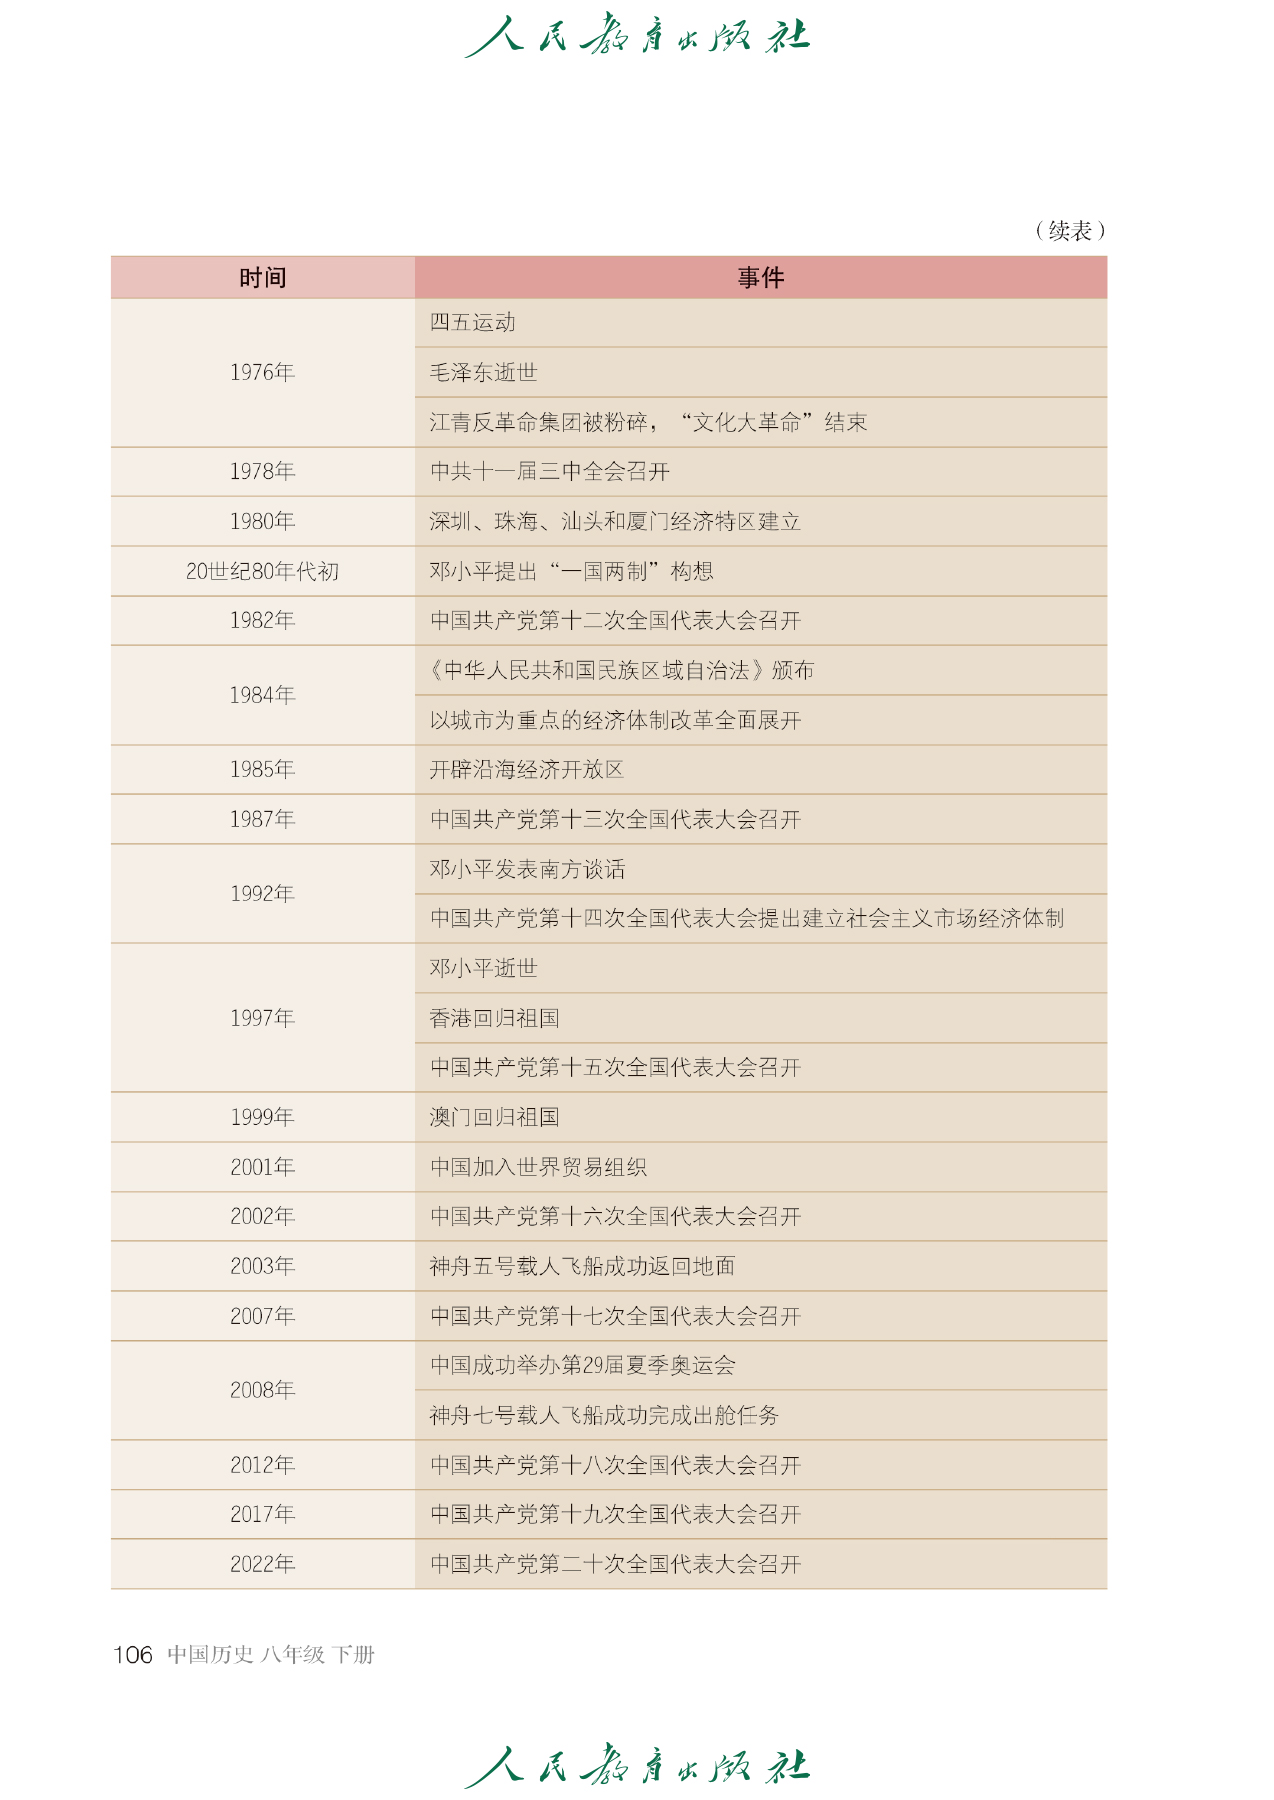 人民教育出版社
（续表）
时间 事件
1976年
四五运动
毛泽东逝世
江青反革命集团被粉碎，“文化大革命”结束
1978年 中共十一届三中全会召开
1980年 深圳、珠海、汕头和厦门经济特区建立
20世纪80年代初 邓小平提出“一国两制”构想
1982年 中国共产党第十二次全国代表大会召开
1984年
《中华人民共和国民族区域自治法》颁布
以城市为重点的经济体制改革全面展开
1985年 开辟沿海经济开放区
1987年 中国共产党第十三次全国代表大会召开
1992年
邓小平发表南方谈话
中国共产党第十四次全国代表大会提出建立社会主义市场经济体制
1997年
邓小平逝世
香港回归祖国
中国共产党第十五次全国代表大会召开
1999年 澳门回归祖国
2001年 中国加入世界贸易组织
2002年 中国共产党第十六次全国代表大会召开
2003年 神舟五号载人飞船成功返回地面
2007年 中国共产党第十七次全国代表大会召开
2008年
中国成功举办第29届夏季奥运会
神舟七号载人飞船成功完成出舱任务
2012年 中国共产党第十八次全国代表大会召开
2017年 中国共产党第十九次全国代表大会召开
2022年 中国共产党第二十次全国代表大会召开
106 中国历史 八年级 下册
人民教育出版社